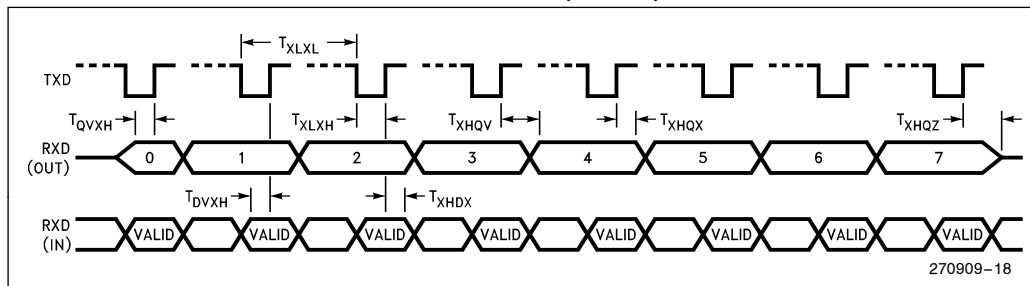 T_XLXL
TXD
T_QVXH T_XLXH T_XHQV T_XHQX T_XHQZ
RXD (OUT) 0 1 2 3 4 5 6 7
T_DVXH T_XHDX
RXD (IN) VALID VALID VALID VALID VALID VALID VALID VALID
270909–18